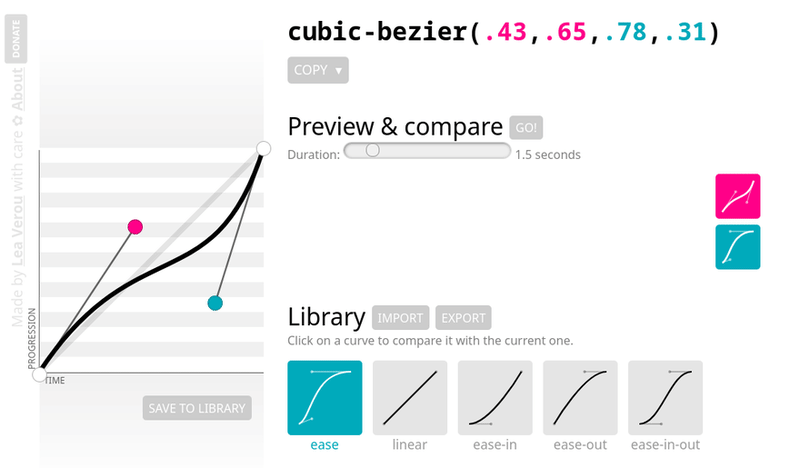 DONATE
Made by Lea Verou with care ✿ About
PROGRESSION
TIME
SAVE TO LIBRARY
cubic-bezier(.43,.65,.78,.31)
COPY ▼
Preview & compare GO!
Duration: 1.5 seconds
Library IMPORT EXPORT
Click on a curve to compare it with the current one.
ease linear ease-in ease-out ease-in-out